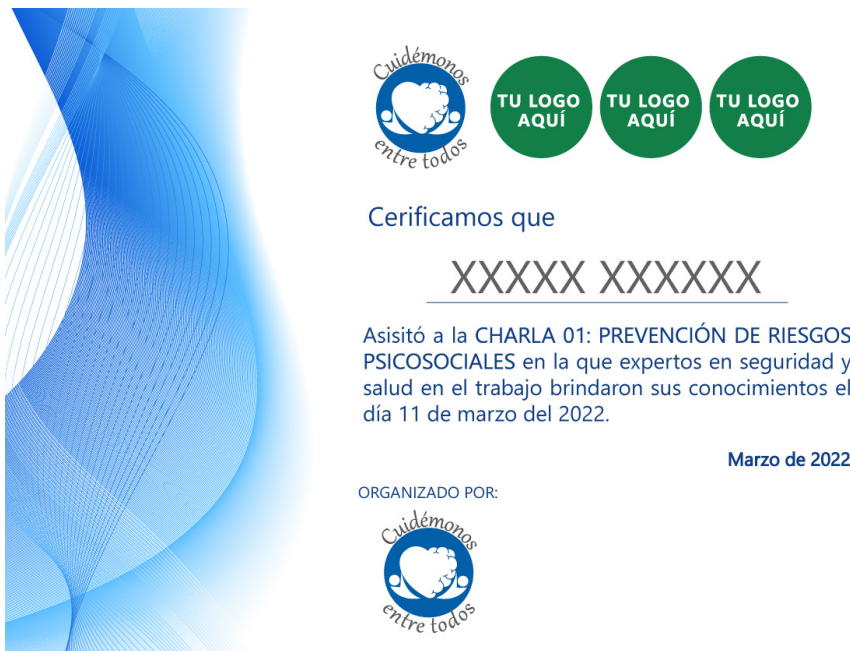 Cuidémonos
entre todos
TU LOGO
AQUÍ
TU LOGO
AQUÍ
TU LOGO
AQUÍ
Cerificamos que
XXXXX XXXXXX
Asisitó a la CHARLA 01: PREVENCIÓN DE RIESGOS
PSICOSOCIALES en la que expertos en seguridad y
salud en el trabajo brindaron sus conocimientos el
día 11 de marzo del 2022.
Marzo de 2022
ORGANIZADO POR:
Cuidémonos
entre todos